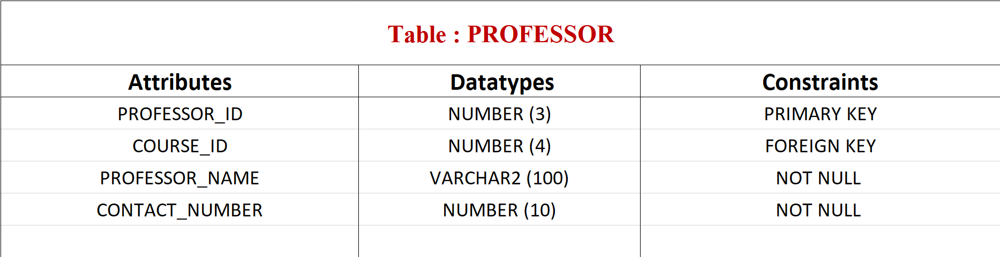 Table : PROFESSOR
Attributes Datatypes Constraints
PROFESSOR_ID NUMBER (3) PRIMARY KEY
COURSE_ID NUMBER (4) FOREIGN KEY
PROFESSOR_NAME VARCHAR2 (100) NOT NULL
CONTACT_NUMBER NUMBER (10) NOT NULL